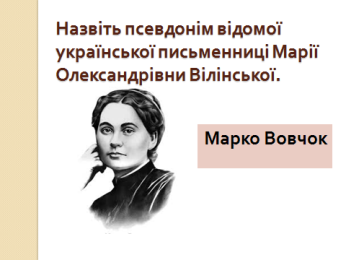 Назвіть псевдонім відомої
української письменниці Марії
Олександрівни Вілінської.
Марко Вовчок